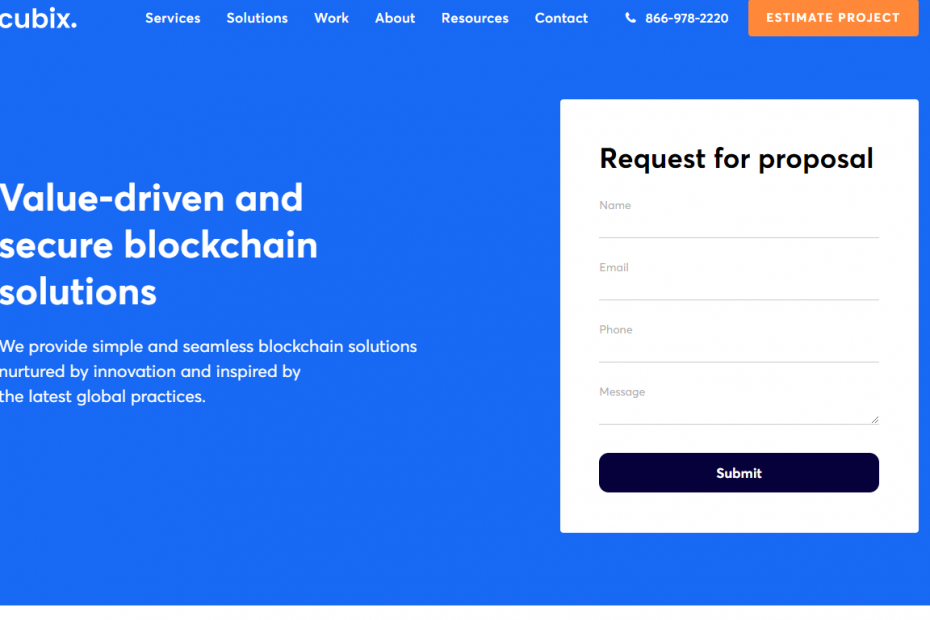 cubix. Services Solutions Work About Resources Contact 866-978-2220 ESTIMATE PROJECT
Value-driven and
secure blockchain
solutions
We provide simple and seamless blockchain solutions
nurtured by innovation and inspired by
the latest global practices.
Request for proposal
Name
Email
Phone
Message
Submit